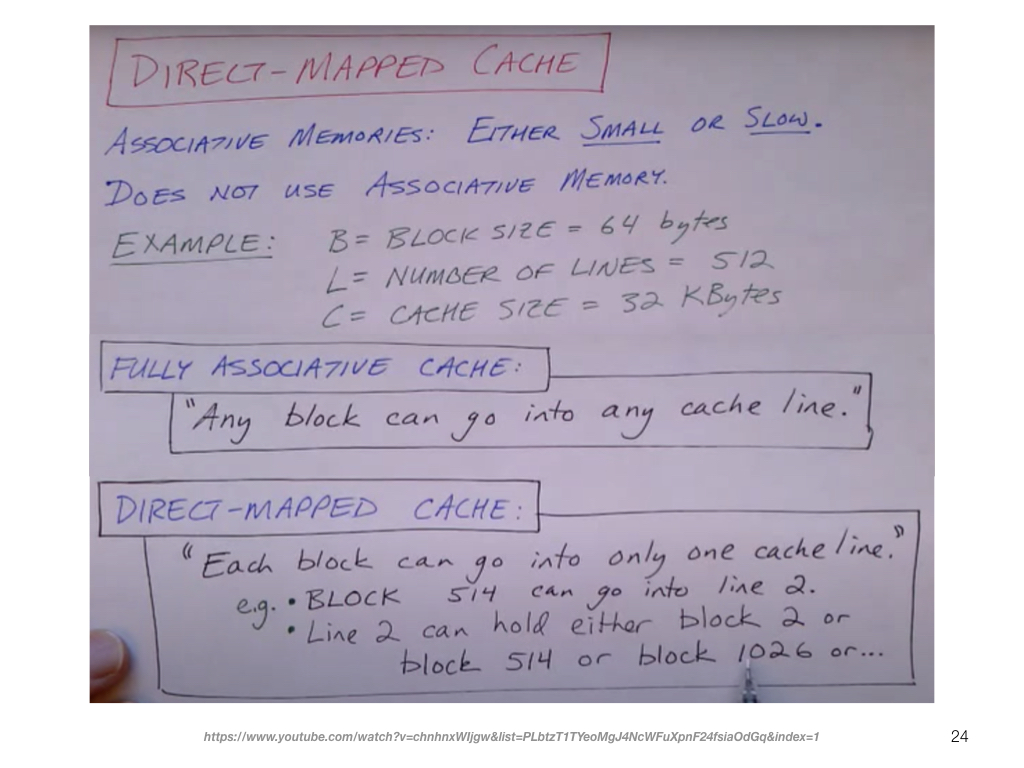 DIRECT-MAPPED CACHE
ASSOCIATIVE MEMORIES: EITHER SMALL OR SLOW.
DOES NOT USE ASSOCIATIVE MEMORY.
EXAMPLE: B = BLOCK SIZE = 64 bytes
L = NUMBER OF LINES = 512
C = CACHE SIZE = 32 KBytes
FULLY ASSOCIATIVE CACHE:
"Any block can go into any cache line."
DIRECT-MAPPED CACHE:
"Each block can go into only one cache line."
e.g. • BLOCK 514 can go into line 2.
• Line 2 can hold either block 2 or
block 514 or block 1026 or...
https://www.youtube.com/watch?v=chnhnxWIjgw&list=PLbtzT1TYeoMgJ4NcWFuXpnF24fsiaOdGq&index=1
24